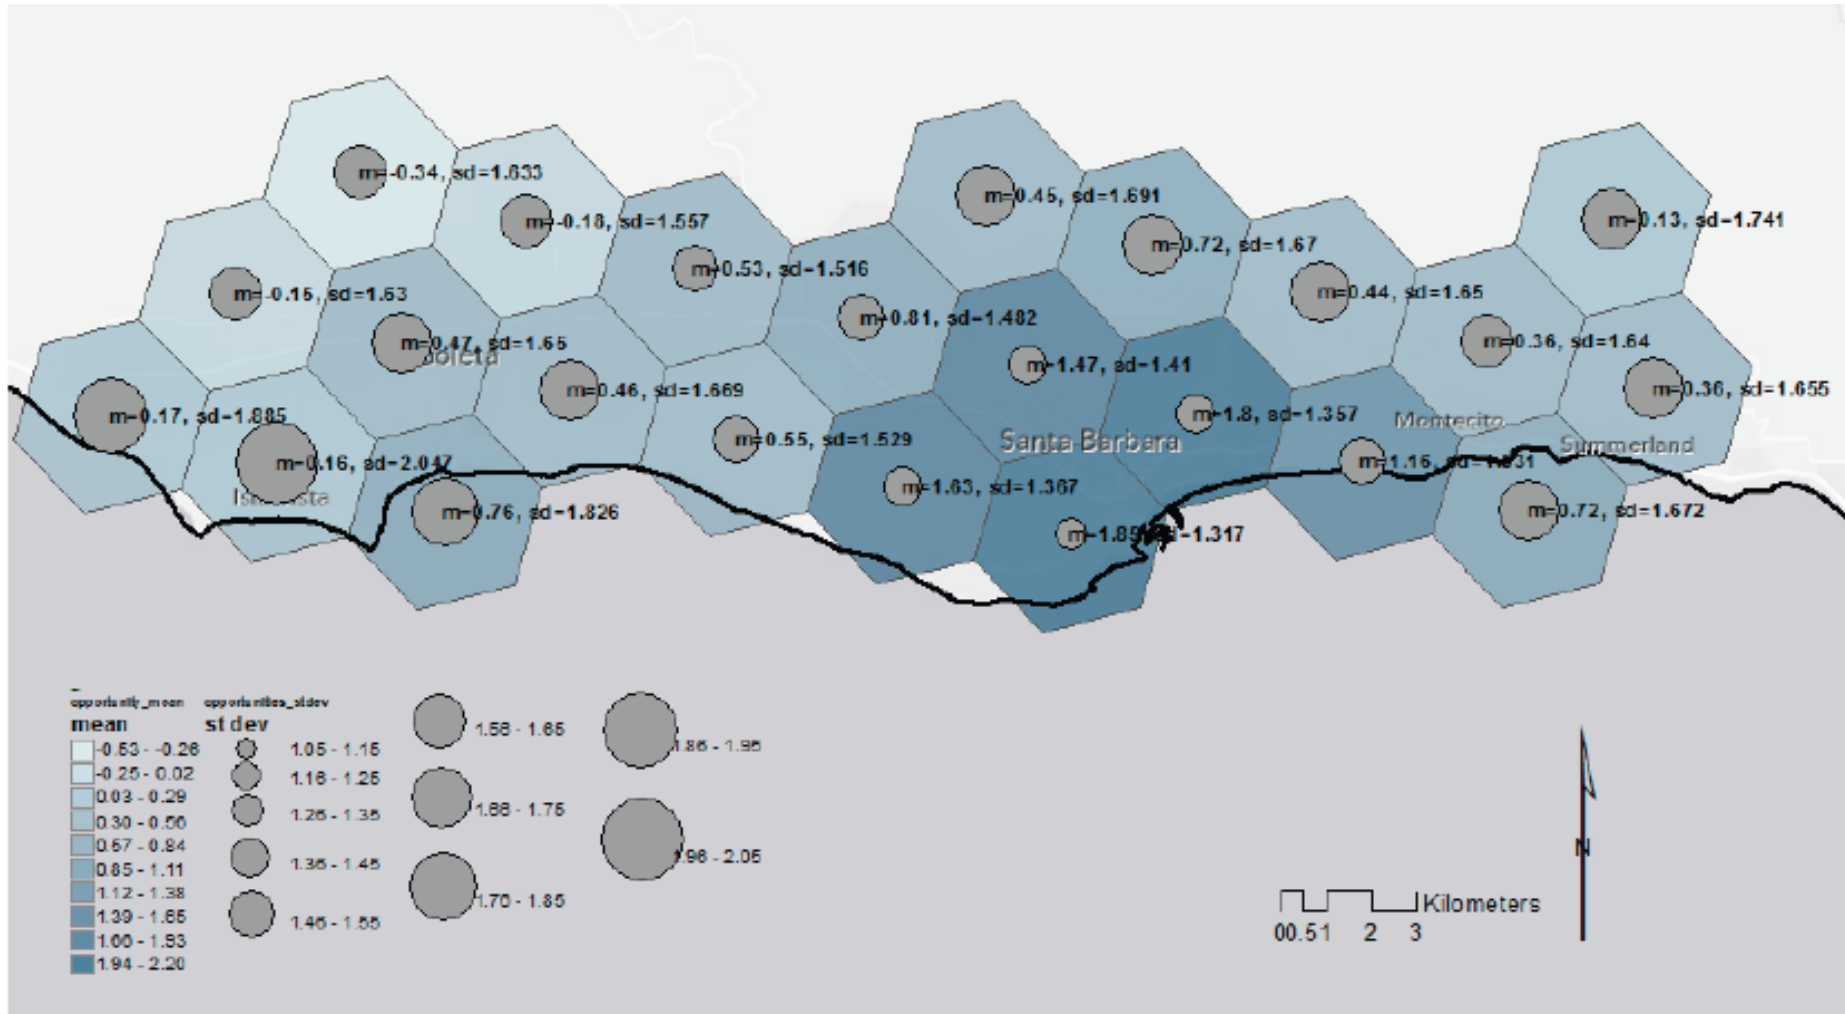 m=-0.34, sd=1.633
m=-0.18, sd=1.557
m=0.45, sd=1.691
m=0.13, sd=1.741
m=0.72, sd=1.67
m=0.53, sd=1.516
m=-0.15, sd=1.63
m=0.44, sd=1.65
m=0.81, sd=1.482
m=0.47, sd=1.65
Goleta
m=0.36, sd=1.64
m=1.47, sd=1.41
m=0.46, sd=1.669
m=0.36, sd=1.655
m=0.17, sd=1.885
m=1.8, sd=1.357
Montecito
m=0.55, sd=1.529
Santa Barbara
Summerland
m=0.16, sd=2.047
m=1.16,
m=1.63, sd=1.367
m=0.76, sd=1.826
m=0.72, sd=1.672
sd=1.317
opportunity_mean
mean
-0.53 - -0.26
-0.25 - 0.02
0.03 - 0.29
0.30 - 0.56
0.57 - 0.84
0.85 - 1.11
1.12 - 1.38
1.39 - 1.65
1.66 - 1.93
1.94 - 2.20
opportunities_stdev
st dev
1.05 - 1.15
1.16 - 1.25
1.26 - 1.35
1.36 - 1.45
1.46 - 1.55
1.56 - 1.65
1.66 - 1.75
1.76 - 1.85
1.86 - 1.95
1.96 - 2.05
Kilometers
00.51 2 3
N